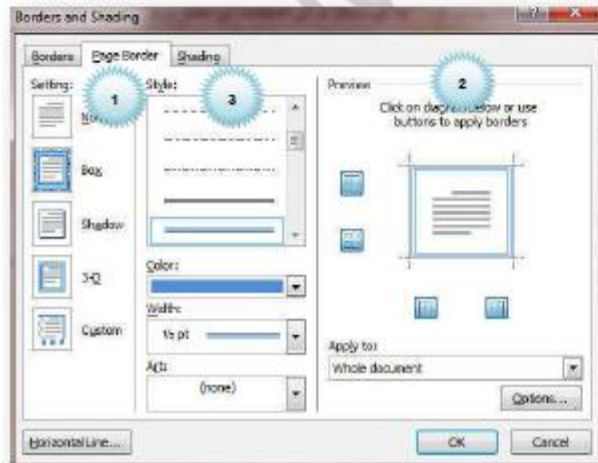 Borders and Shading
Borders Page Border Shading
Setting:
1
Box
Shadow
3-D
Custom
Style:
3
Color:
Width:
1½ pt
Art:
(none)
Preview
2
Click on diagram below or use
buttons to apply borders
Apply to:
Whole document
Options...
Horizontal Line...
OK
Cancel